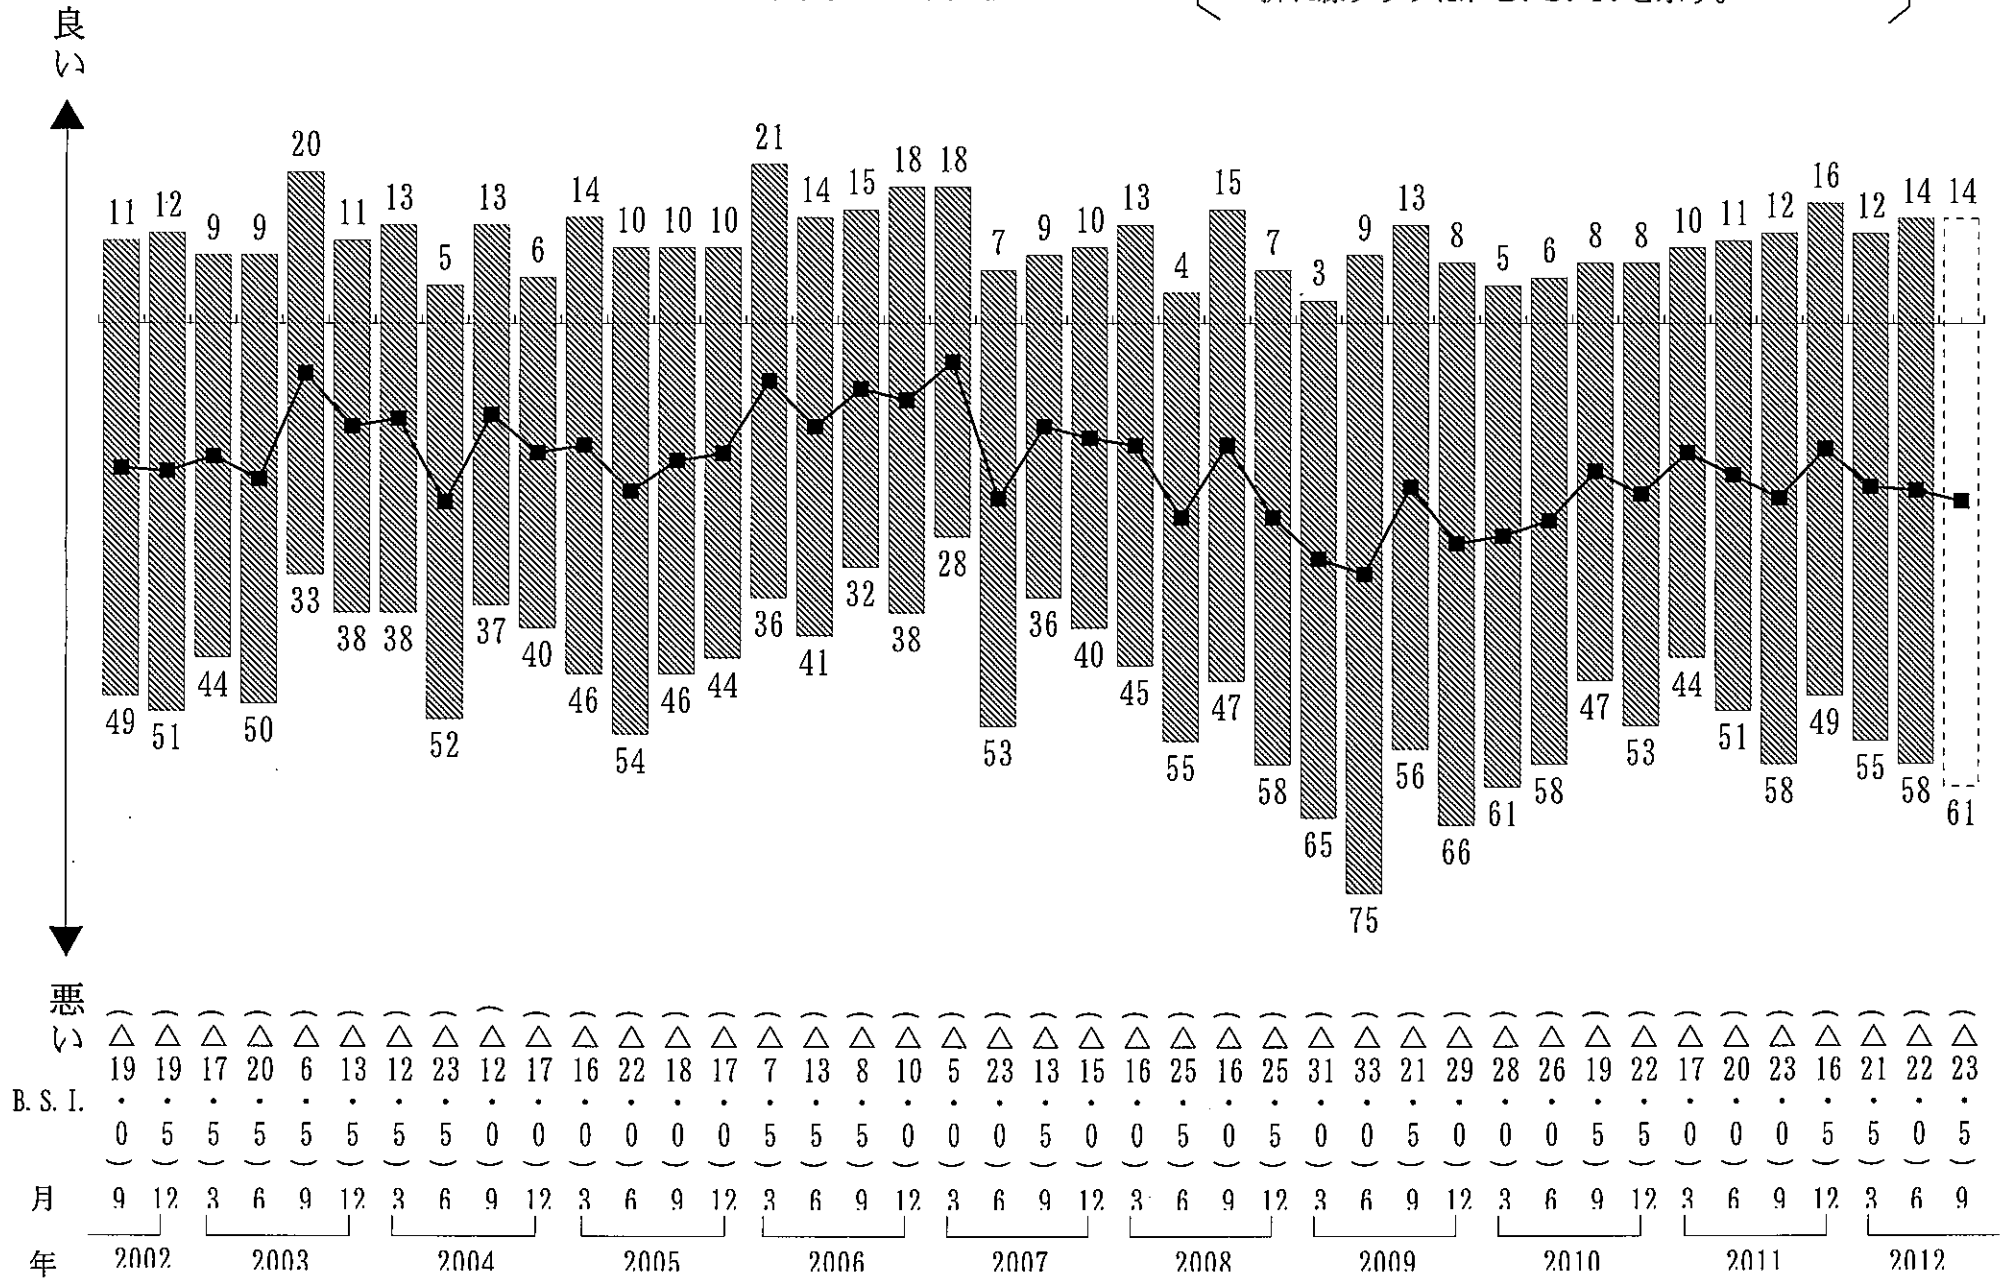 良い
11 12 9 9 20 11 13 5 13 6 14 10 10 10 21 14 15 18 18 7 9 10 13 4 15 7 3 9 13 8 5 6 8 8 10 11 12 16 12 14 14
49 51 44 50 33 38 38 52 37 40 46 54 46 44 36 41 32 38 28 53 36 40 45 55 47 58 65 75 56 66 61 58 47 53 44 51 58 49 55 58 61
悪い
B.S.I. (△19・0) (△19・5) (△17・5) (△20・5) (△6・5) (△13・5) (△12・5) (△23・5) (△12・0) (△17・0) (△16・0) (△22・0) (△18・0) (△17・0) (△7・5) (△13・5) (△8・5) (△10・0) (△5・0) (△23・0) (△13・5) (△15・0) (△16・0) (△25・5) (△16・0) (△25・5) (△31・0) (△33・0) (△21・5) (△29・0) (△28・0) (△26・0) (△19・5) (△22・5) (△17・0) (△20・0) (△23・0) (△16・5) (△21・5) (△22・0) (△23・5)
月 9 12 3 6 9 12 3 6 9 12 3 6 9 12 3 6 9 12 3 6 9 12 3 6 9 12 3 6 9 12 3 6 9 12 3 6 9 12 3 6 9
年 2002 2003 2004 2005 2006 2007 2008 2009 2010 2011 2012